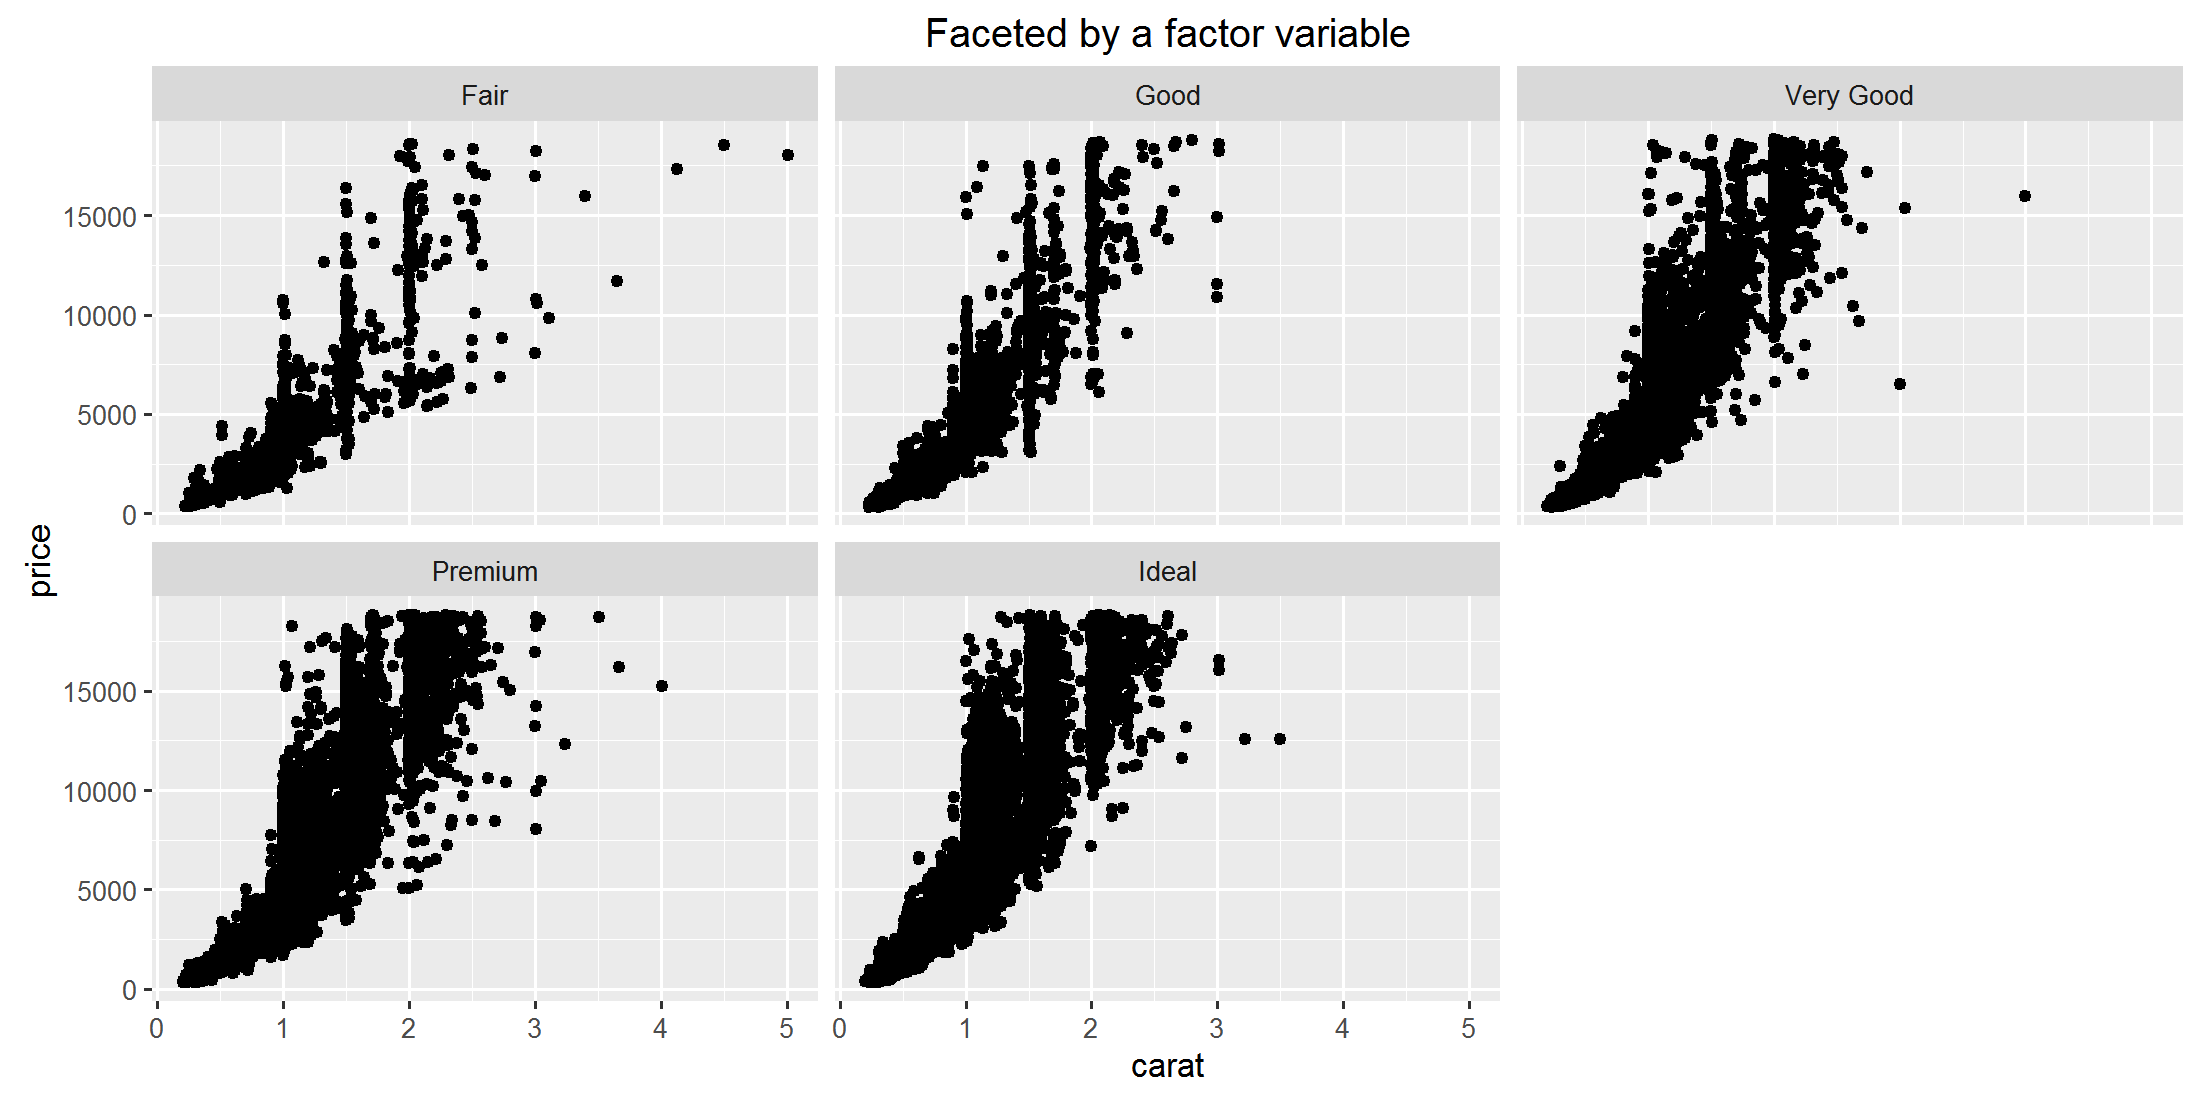 Faceted by a factor variable
Fair
Good
Very Good
15000
10000
5000
0
price
Premium
Ideal
15000
10000
5000
0
0 1 2 3 4 5
0 1 2 3 4 5
carat